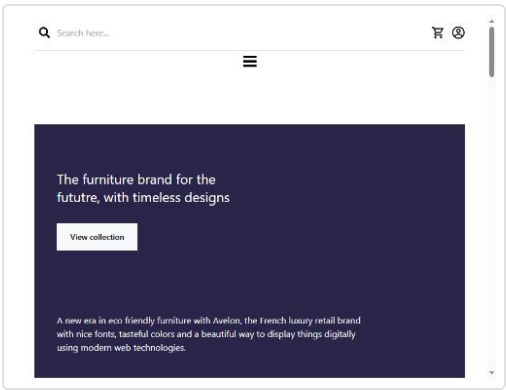 Search here...
The furniture brand for the
fututre, with timeless designs
View collection
A new era in eco friendly furniture with Avelon, the French luxury retail brand
with nice fonts, tasteful colors and a beautiful way to display things digitally
using modern web technologies.